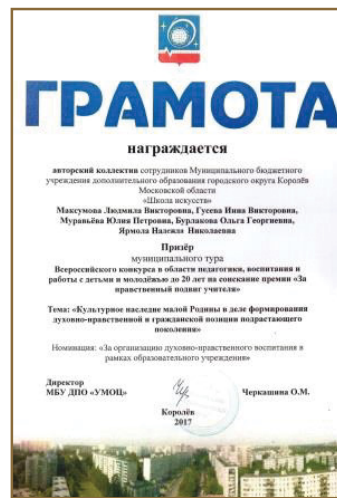 ГРАМОТА
награждается
авторский коллектив сотрудников Муниципального бюджетного
учреждения дополнительного образования городского округа Королёв
Московской области
«Школа искусств»
Максумова Людмила Викторовна, Гусева Инна Викторовна,
Муравьёва Юлия Петровна, Бурлакова Ольга Георгиевна,
Ярмола Надежда Николаевна
Призёр
муниципального тура
Всероссийского конкурса в области педагогики, воспитания и
работы с детьми и молодёжью до 20 лет на соискание премии «За
нравственный подвиг учителя»
Тема: «Культурное наследие малой Родины в деле формирования
духовно-нравственной и гражданской позиции подрастающего
поколения»
Номинация: «За организацию духовно-нравственного воспитания в
рамках образовательного учреждения»
Директор
МБУ ДПО «УМОЦ» Черкашина О.М.
Королёв
2017